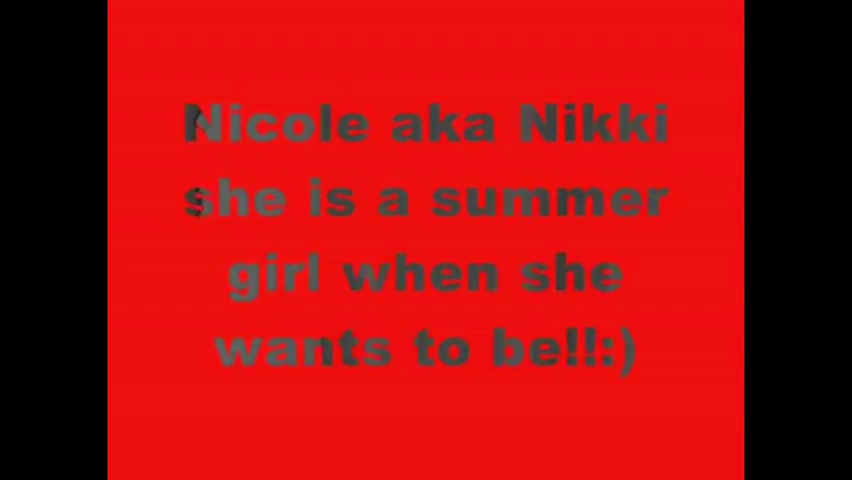 Nicole aka Nikki
she is a summer
girl when she
wants to be!!:)